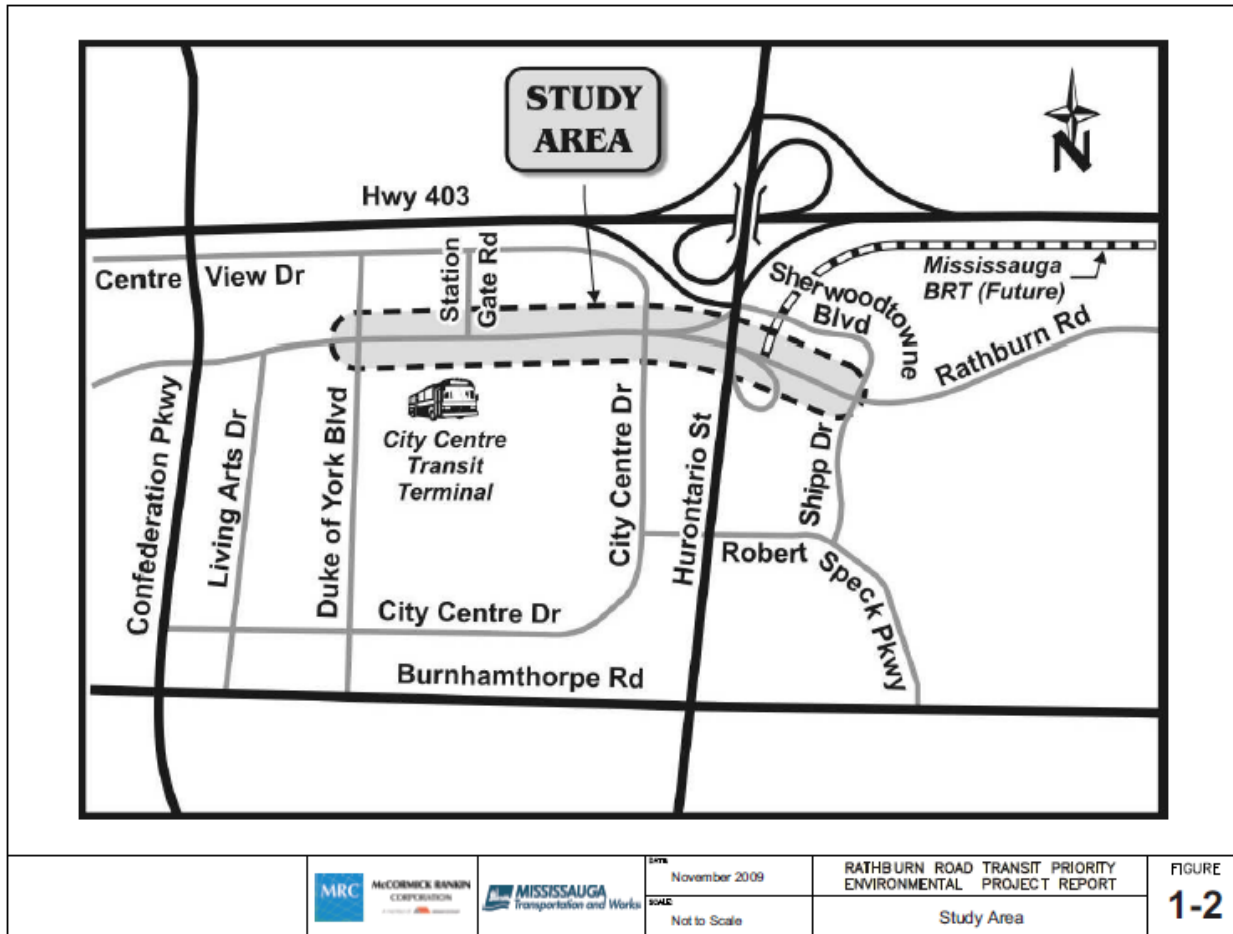 STUDY
AREA
N
Hwy 403
Centre View Dr
Station
Gate Rd
Sherwoodtowne
Blvd
Mississauga
BRT (Future)
Rathburn Rd
Confederation Pkwy
Living Arts Dr
Duke of York Blvd
City Centre
Transit
Terminal
City Centre Dr
Hurontario St
Shipp Dr
Robert Speck Pkwy
City Centre Dr
Burnhamthorpe Rd
MRC
McCORMICK RANKIN
CORPORATION
MISSISSAUGA
Transportation and Works
DATE
November 2009
SCALE
Not to Scale
RATHBURN ROAD TRANSIT PRIORITY
ENVIRONMENTAL PROJECT REPORT
Study Area
FIGURE
1-2